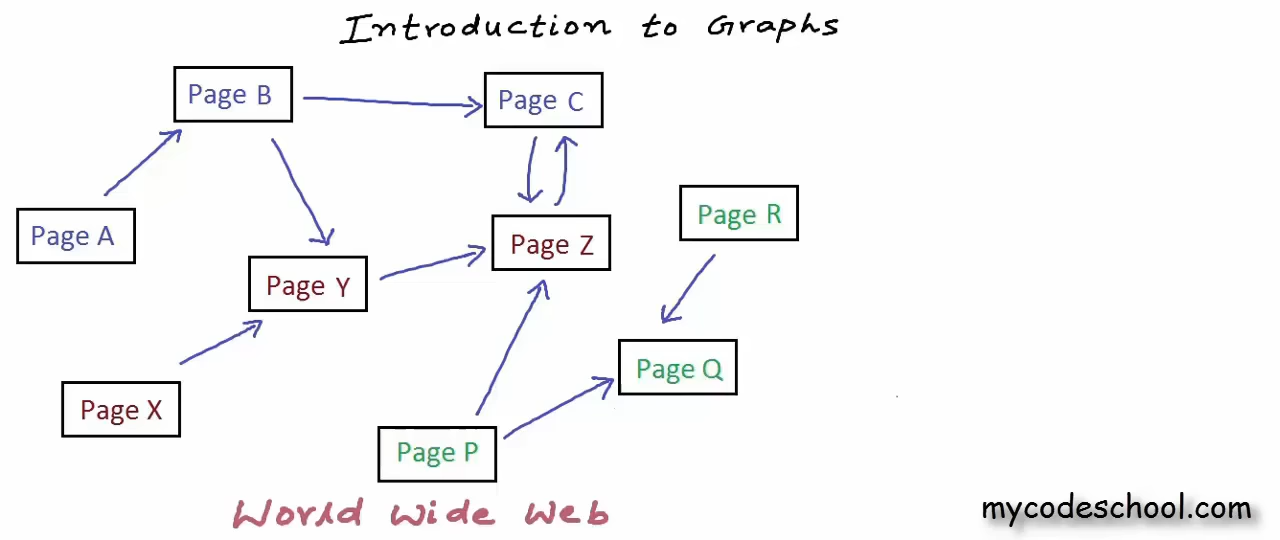 Introduction to Graphs
Page B
Page C
Page A
Page R
Page Z
Page Y
Page Q
Page X
Page P
World Wide Web
mycodeschool.com